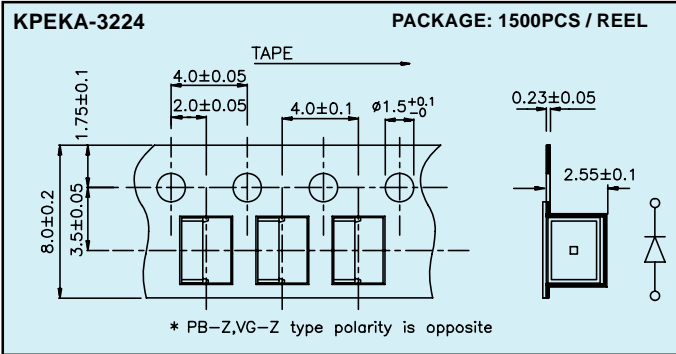 KPEKA-3224
PACKAGE: 1500PCS / REEL
TAPE
4.0±0.05
2.0±0.05
4.0±0.1
ø1.5+0.1 -0
0.23±0.05
1.75±0.1
2.55±0.1
8.0±0.2
3.5±0.05
* PB-Z,VG-Z type polarity is opposite